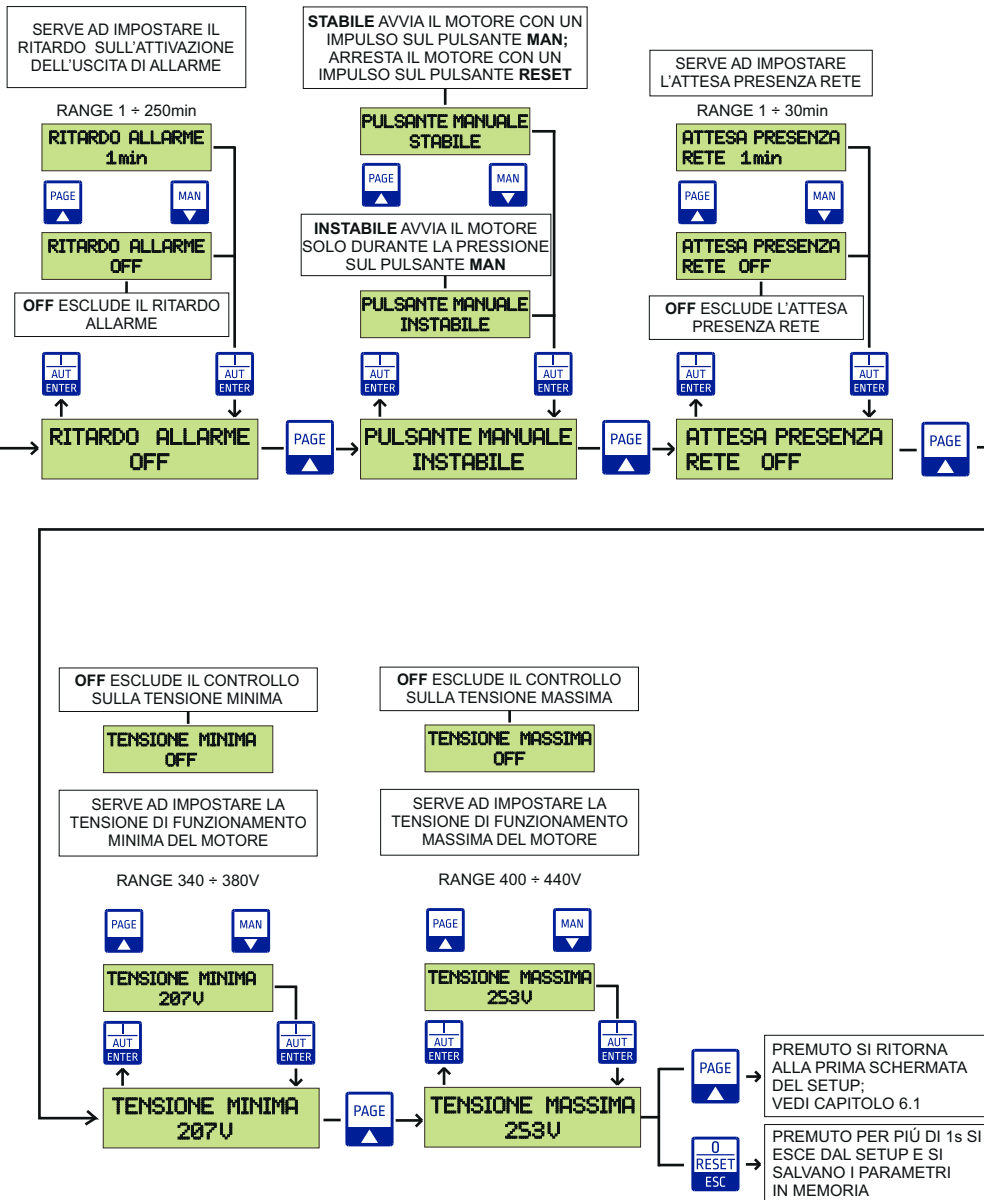 SERVE AD IMPOSTARE IL
RITARDO SULL'ATTIVAZIONE
DELL'USCITA DI ALLARME
RANGE 1 ÷ 250min
RITARDO ALLARME
1min
PAGE
MAN
RITARDO ALLARME
OFF
OFF ESCLUDE IL RITARDO
ALLARME
AUT
ENTER
AUT
ENTER
RITARDO ALLARME
OFF
PAGE
STABILE AVVIA IL MOTORE CON UN
IMPULSO SUL PULSANTE MAN;
ARRESTA IL MOTORE CON UN
IMPULSO SUL PULSANTE RESET
PULSANTE MANUALE
STABILE
PAGE
MAN
INSTABILE AVVIA IL MOTORE
SOLO DURANTE LA PRESSIONE
SUL PULSANTE MAN
PULSANTE MANUALE
INSTABILE
AUT
ENTER
AUT
ENTER
PULSANTE MANUALE
INSTABILE
PAGE
SERVE AD IMPOSTARE
L'ATTESA PRESENZA RETE
RANGE 1 ÷ 30min
ATTESA PRESENZA
RETE 1min
PAGE
MAN
ATTESA PRESENZA
RETE OFF
OFF ESCLUDE L'ATTESA
PRESENZA RETE
AUT
ENTER
AUT
ENTER
ATTESA PRESENZA
RETE OFF
PAGE
OFF ESCLUDE IL CONTROLLO
SULLA TENSIONE MINIMA
TENSIONE MINIMA
OFF
SERVE AD IMPOSTARE LA
TENSIONE DI FUNZIONAMENTO
MINIMA DEL MOTORE
RANGE 340 ÷ 380V
PAGE
MAN
TENSIONE MINIMA
207V
I
AUT
ENTER
I
AUT
ENTER
TENSIONE MINIMA
207V
PAGE
OFF ESCLUDE IL CONTROLLO
SULLA TENSIONE MASSIMA
TENSIONE MASSIMA
OFF
SERVE AD IMPOSTARE LA
TENSIONE DI FUNZIONAMENTO
MASSIMA DEL MOTORE
RANGE 400 ÷ 440V
PAGE
MAN
TENSIONE MASSIMA
253V
I
AUT
ENTER
I
AUT
ENTER
TENSIONE MASSIMA
253V
PAGE
PREMUTO SI RITORNA
ALLA PRIMA SCHERMATA
DEL SETUP;
VEDI CAPITOLO 6.1
0
RESET
ESC
PREMUTO PER PIÚ DI 1s SI
ESCE DAL SETUP E SI
SALVANO I PARAMETRI
IN MEMORIA